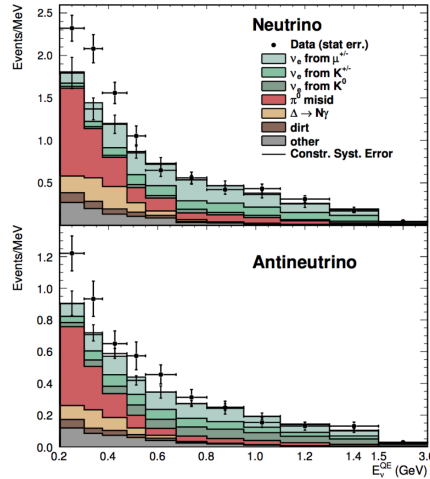 Events/MeV
2.5
2.0
1.5
1.0
0.5
Neutrino
Data (stat err.)
νe from μ+/-
νe from K+/-
νe from K0
π0 misid
Δ → Nγ
dirt
other
Constr. Syst. Error
Events/MeV
1.2
1.0
0.8
0.6
0.4
0.2
0.0
Antineutrino
0.2 0.4 0.6 0.8 1.0 1.2 1.4 1.5 3.0
EνQE (GeV)